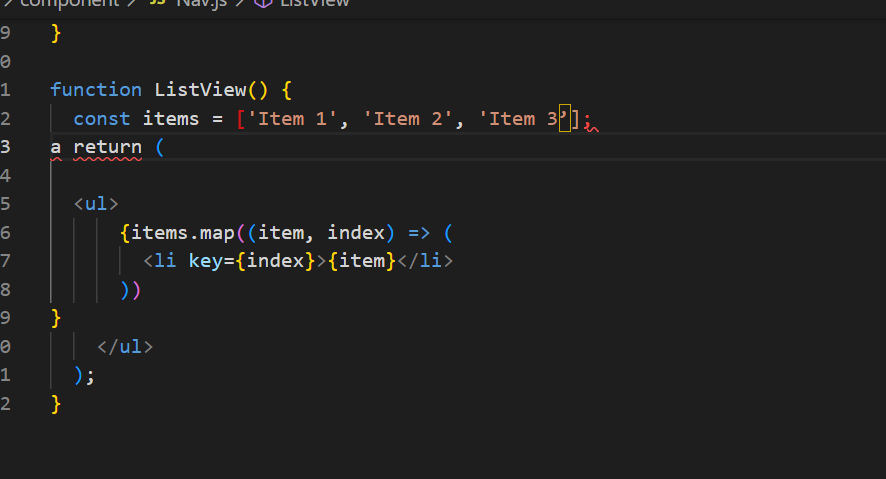 component > JS Nav.js > ListView
9 }
0
1 function ListView() {
2 const items = ['Item 1', 'Item 2', 'Item 3’];
3 a return (
4
5 <ul>
6 {items.map((item, index) => (
7 <li key={index}>{item}</li>
8 ))
9 }
0 </ul>
1 );
2 }